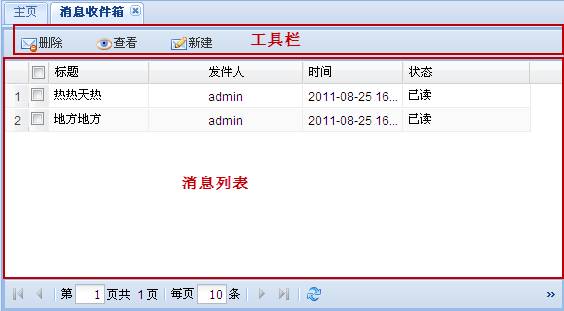 主页 消息收件箱
删除 查看 新建 工具栏
标题 发件人 时间 状态
1 热热天热 admin 2011-08-25 16... 已读
2 地方地方 admin 2011-08-25 16... 已读
消息列表
第 1 页共 1 页 每页 10 条 »